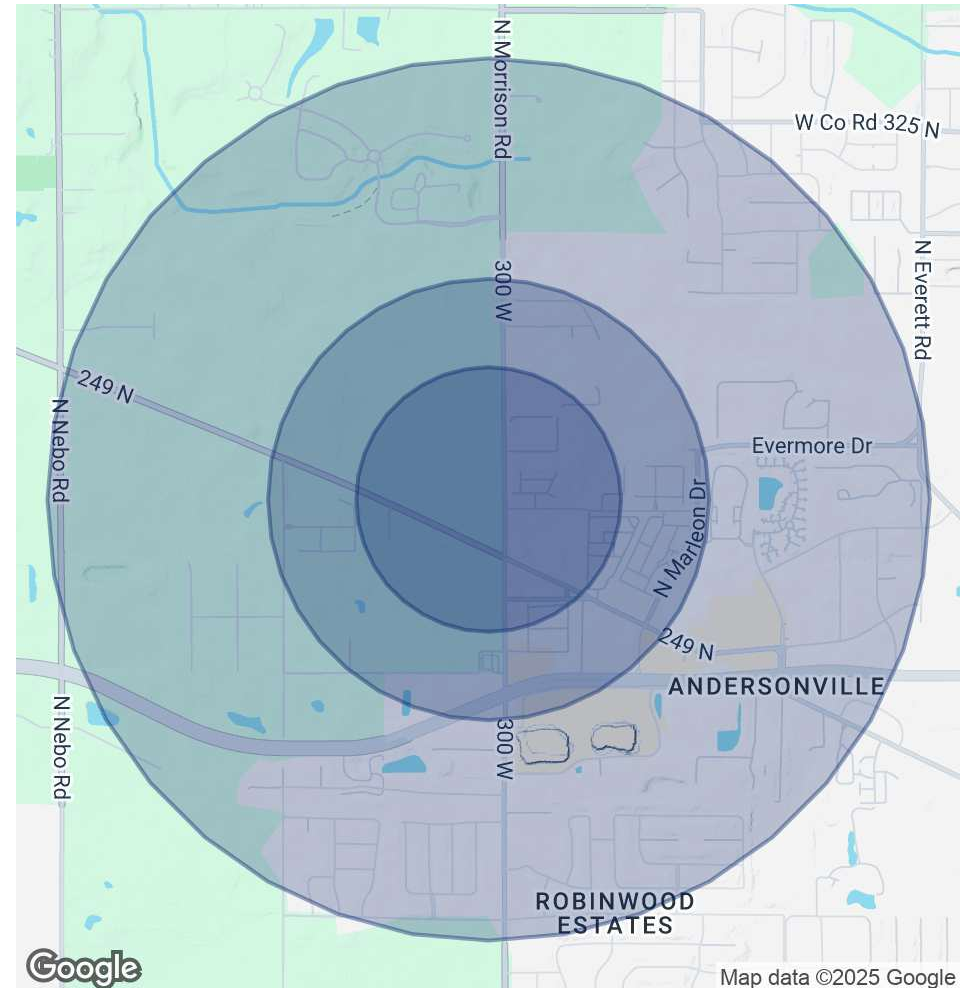 N Morrison Rd
W Co Rd 325 N
N Everett Rd
300 W
249 N
N Nebo Rd
Evermore Dr
N Marleon Dr
249 N
ANDERSONVILLE
N Nebo Rd
300 W
ROBINWOOD
ESTATES
Google
Map data ©2025 Google